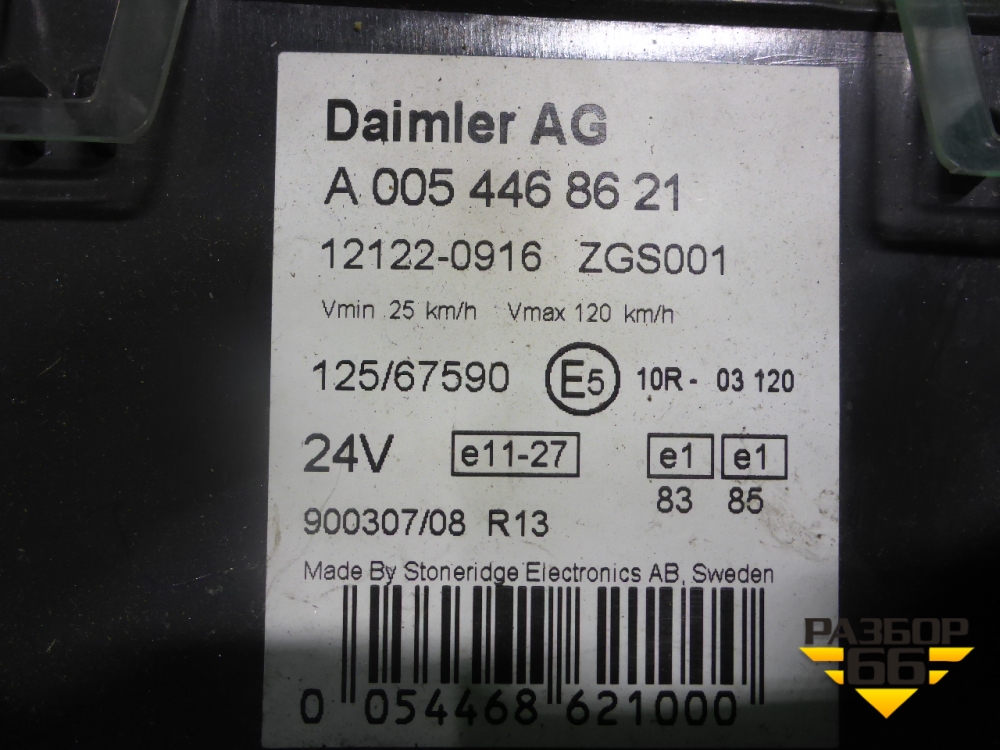 Daimler AG
A 005 446 86 21
12122-0916 ZGS001
Vmin 25 km/h Vmax 120 km/h
125/67590 E5 10R - 03 120
24V e11-27 e1 e1
83 85
900307/08 R13
Made By Stoneridge Electronics AB, Sweden
0 054468 621000
РАЗБОР
66